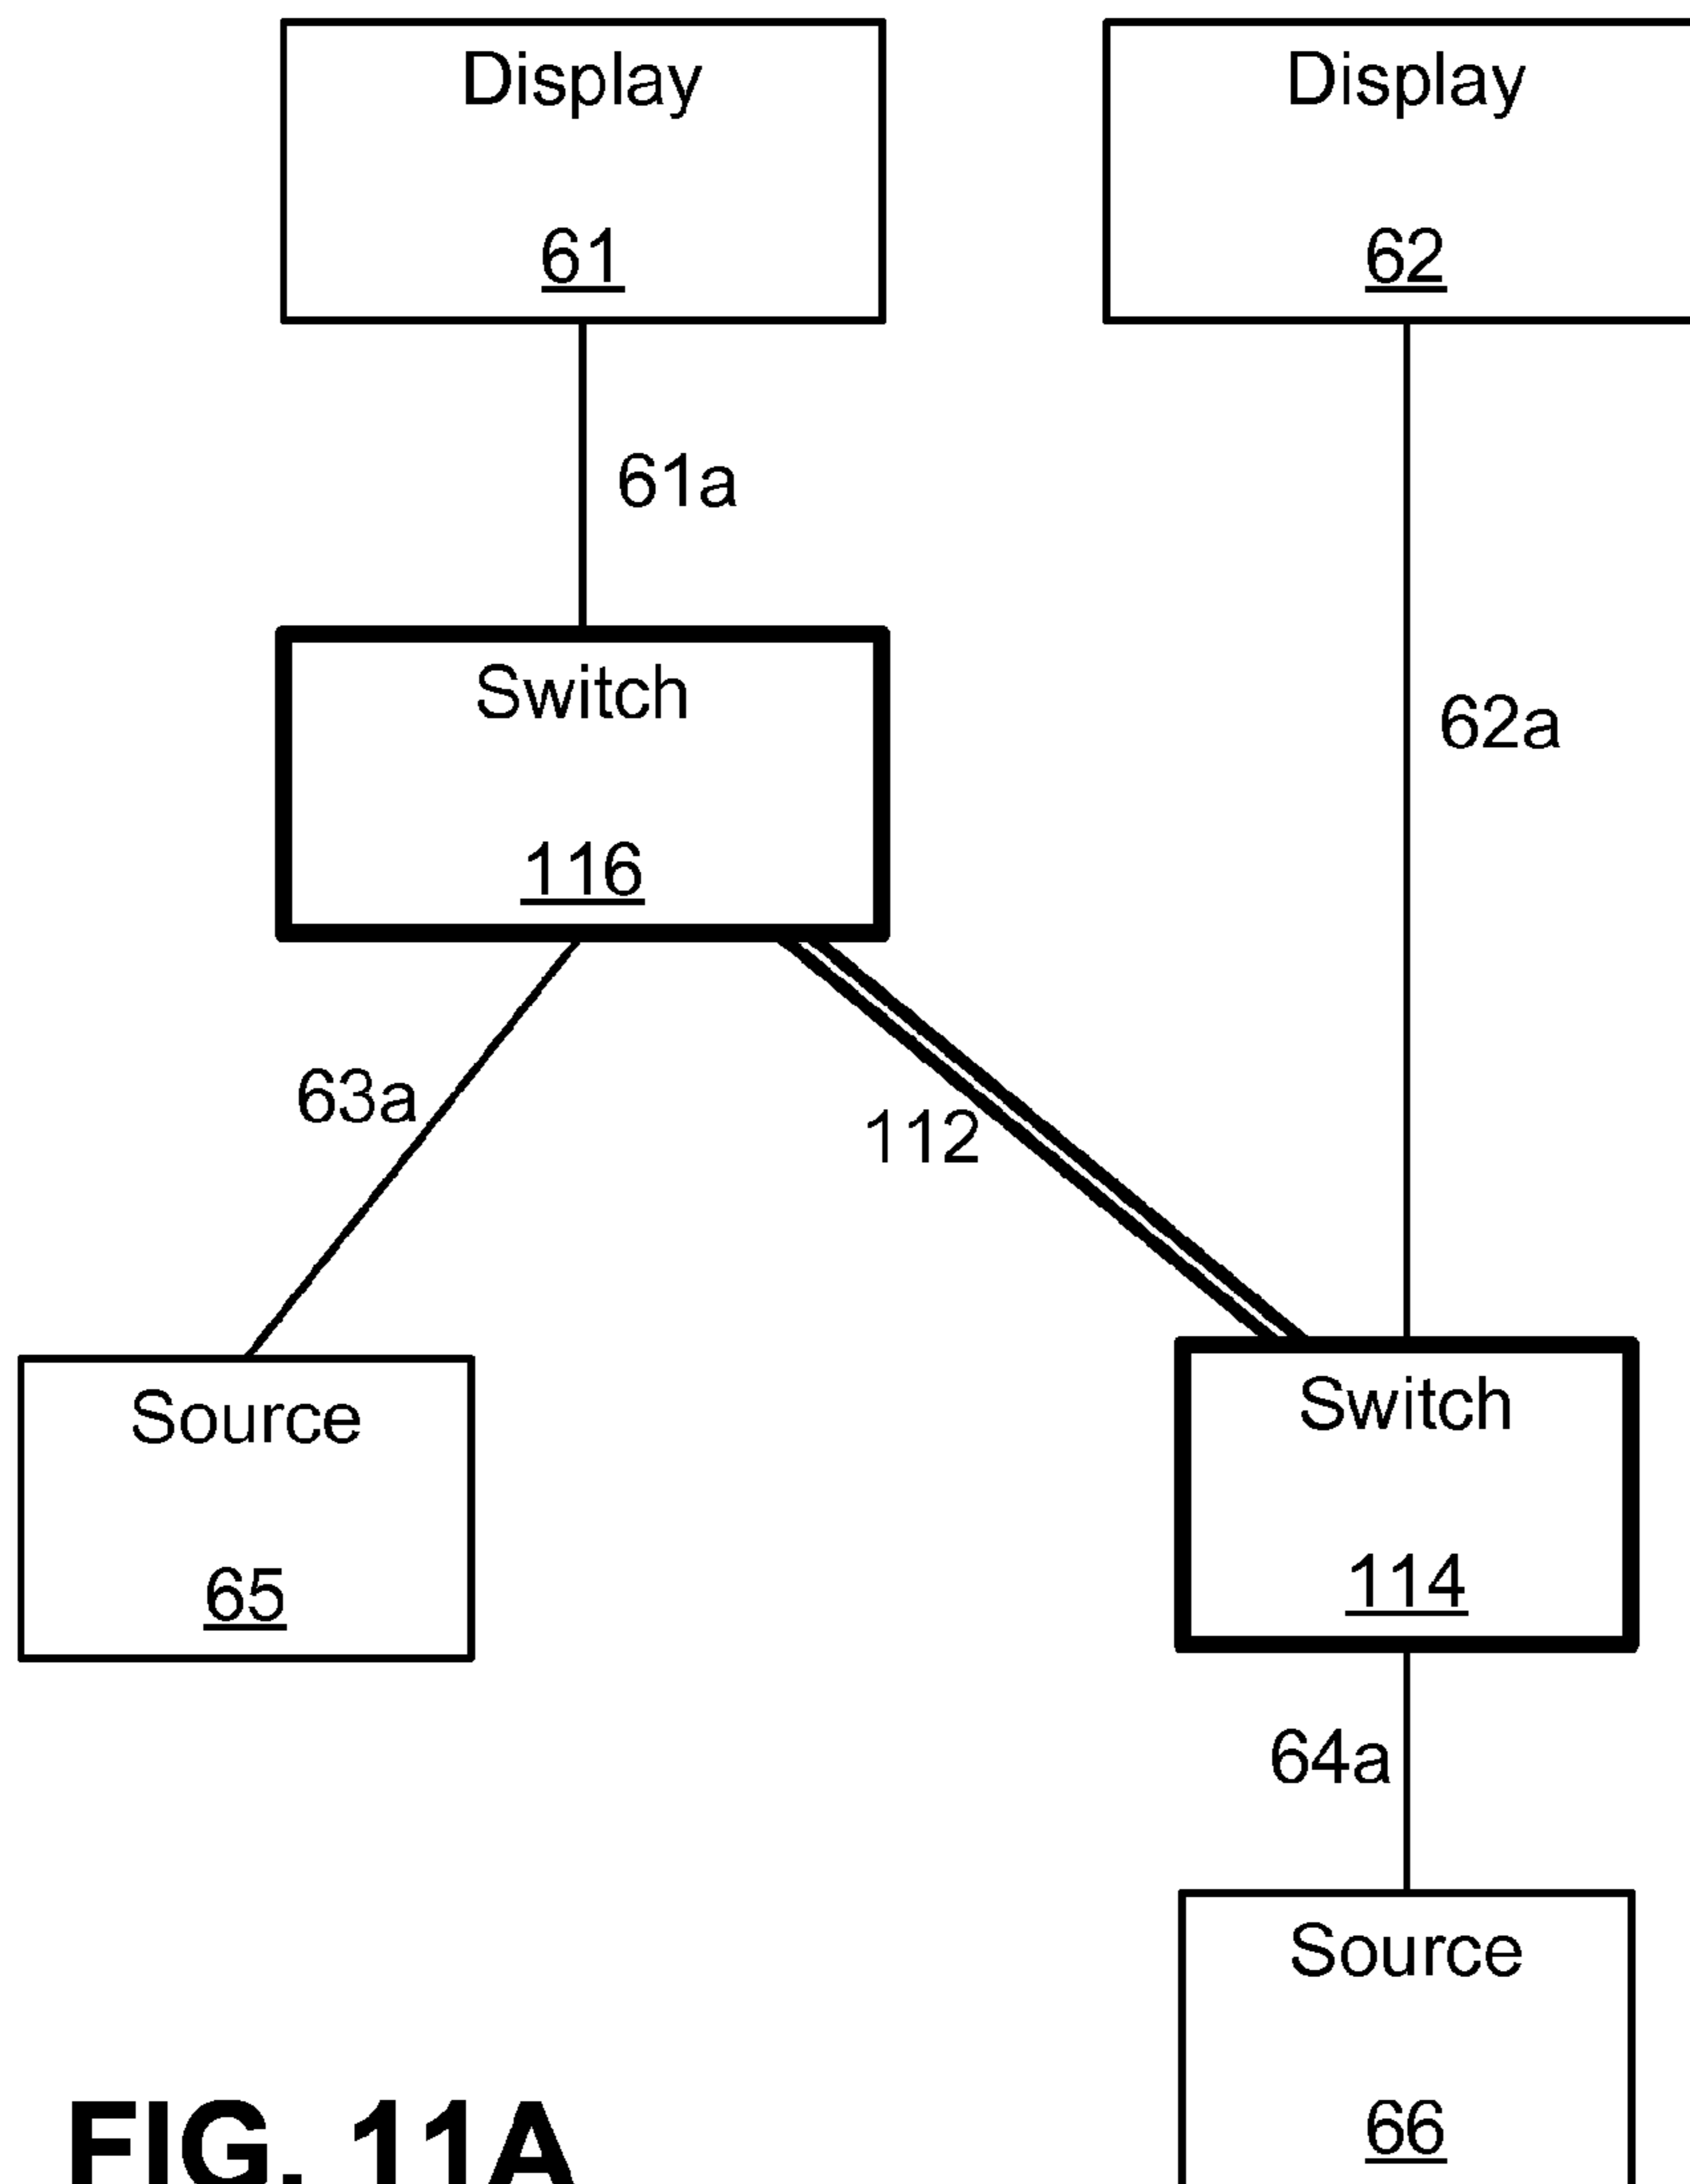 Display
61
Display
62
61a
Switch
116
62a
63a
112
Source
65
Switch
114
64a
Source
66
FIG. 11A